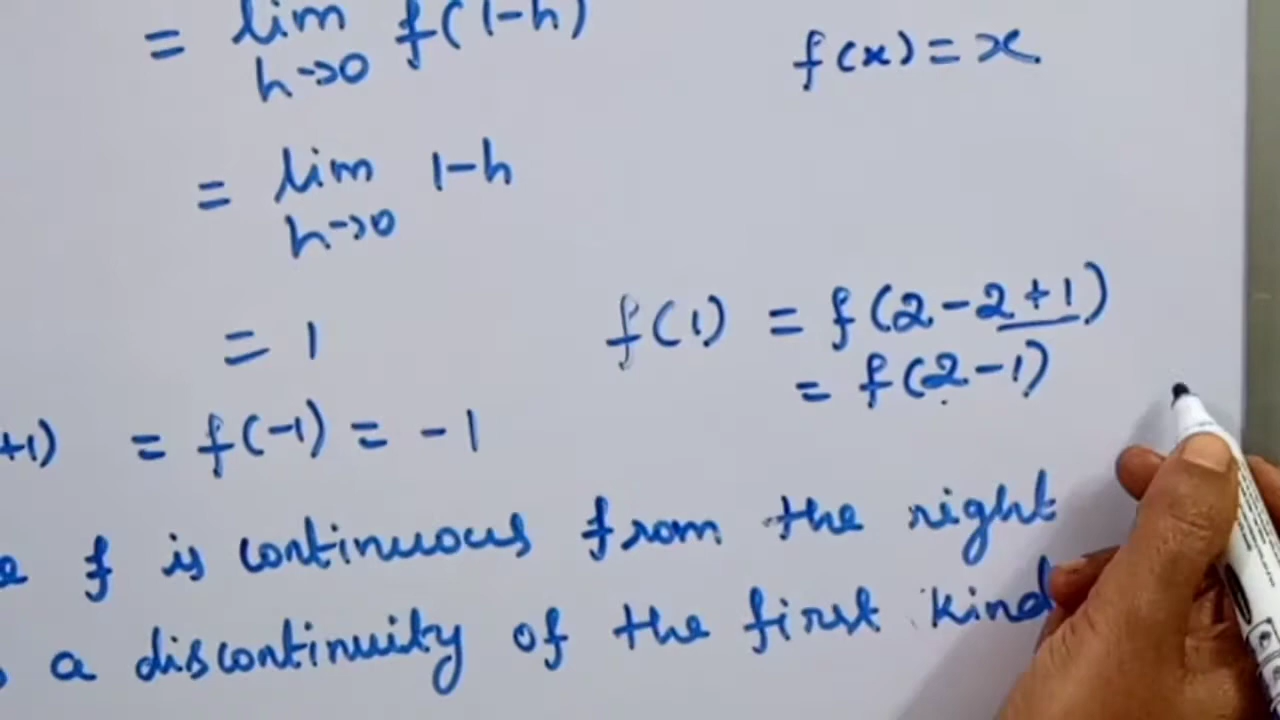 = lim f(1-h)
h→0
f(x) = x
= lim 1-h
h→0
= 1
f(1) = f(2-2+1)
= f(2-1)
+1) = f(-1) = -1
f is continuous from the right
a discontinuity of the first kind